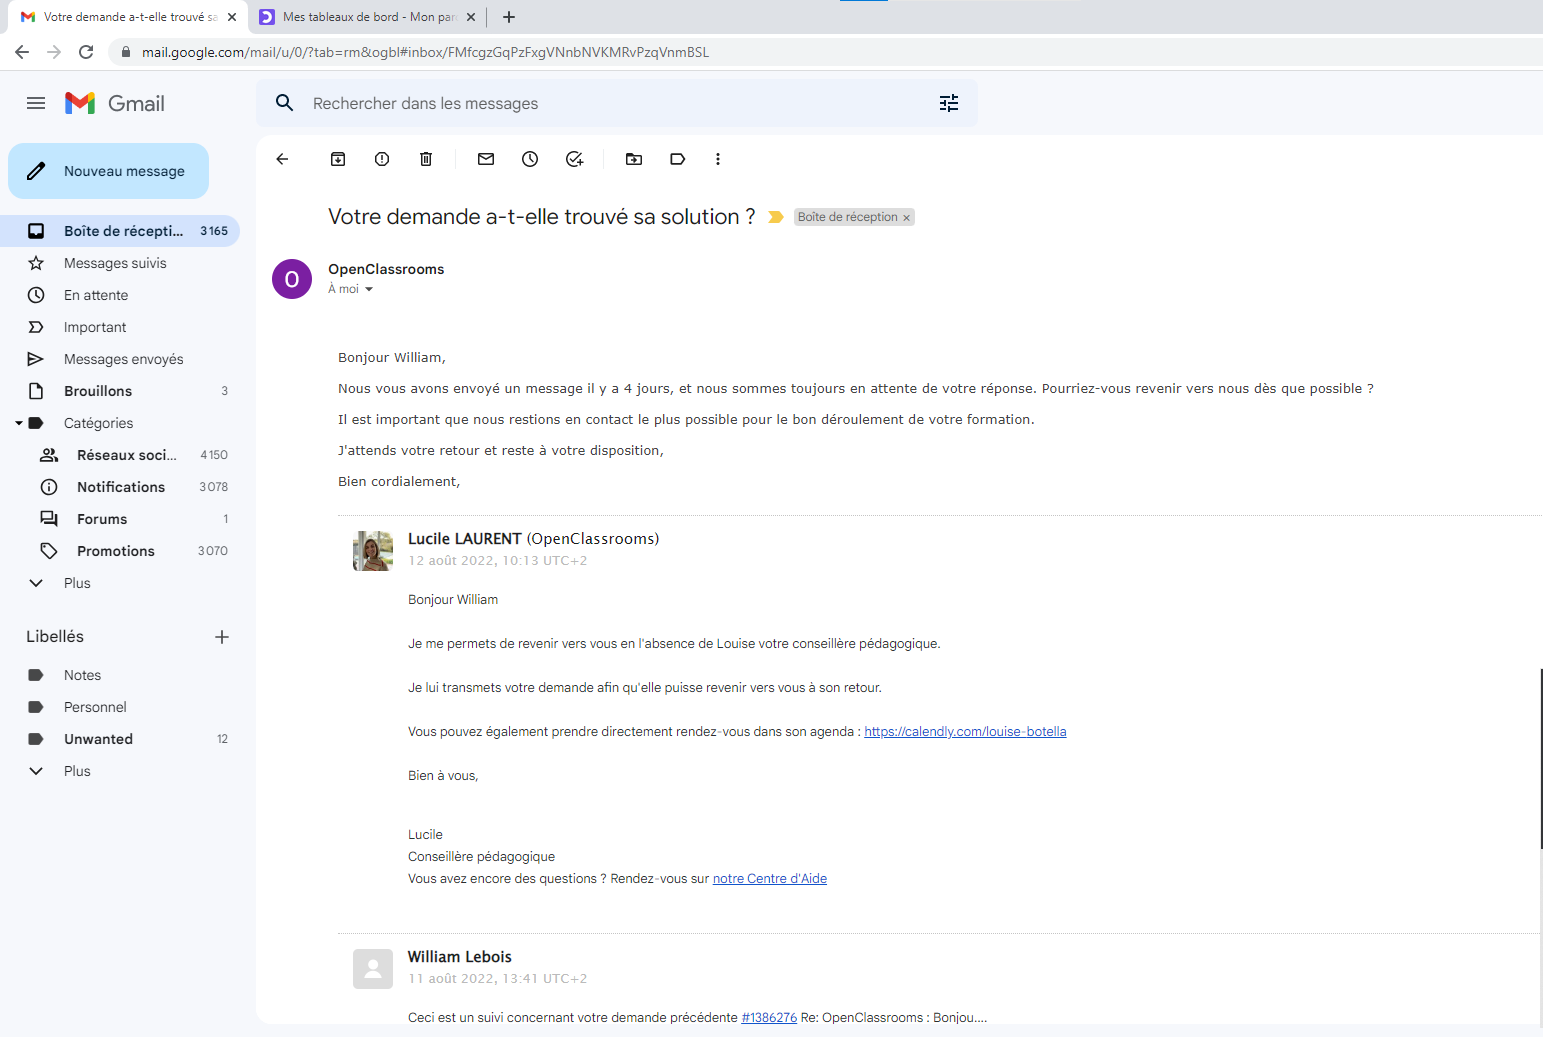 Votre demande a-t-elle trouvé sa
Mes tableaux de bord - Mon par
mail.google.com/mail/u/0/?tab=rm&ogbl#inbox/FMfcgzGqPzFxgVNnbNVKMRvPzqVnmBSL
Gmail
Rechercher dans les messages
Nouveau message
Boîte de récepti... 3 165
Messages suivis
En attente
Important
Messages envoyés
Brouillons 3
Catégories
Réseaux soci... 4 150
Notifications 3 078
Forums 1
Promotions 3 070
Plus
Libellés
Notes
Personnel
Unwanted 12
Plus
Votre demande a-t-elle trouvé sa solution ? Boîte de réception ×
O
OpenClassrooms
À moi
Bonjour William,
Nous vous avons envoyé un message il y a 4 jours, et nous sommes toujours en attente de votre réponse. Pourriez-vous revenir vers nous dès que possible ?
Il est important que nous restions en contact le plus possible pour le bon déroulement de votre formation.
J'attends votre retour et reste à votre disposition,
Bien cordialement,
Lucile LAURENT (OpenClassrooms)
12 août 2022, 10:13 UTC+2
Bonjour William
Je me permets de revenir vers vous en l'absence de Louise votre conseillère pédagogique.
Je lui transmets votre demande afin qu'elle puisse revenir vers vous à son retour.
Vous pouvez également prendre directement rendez-vous dans son agenda : https://calendly.com/louise-botella
Bien à vous,
Lucile
Conseillère pédagogique
Vous avez encore des questions ? Rendez-vous sur notre Centre d'Aide
William Lebois
11 août 2022, 13:41 UTC+2
Ceci est un suivi concernant votre demande précédente #1386276 Re: OpenClassrooms : Bonjou....